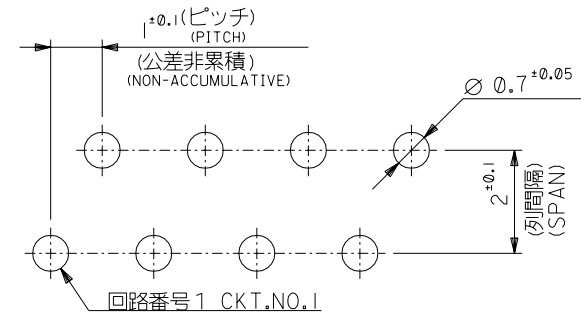 1±0.1(ピッチ)
(PITCH)
(公差非累積)
(NON-ACCUMULATIVE)
∅ 0.7±0.05
2±0.1
(列間隔)
(SPAN)
回路番号1 CKT.NO.1